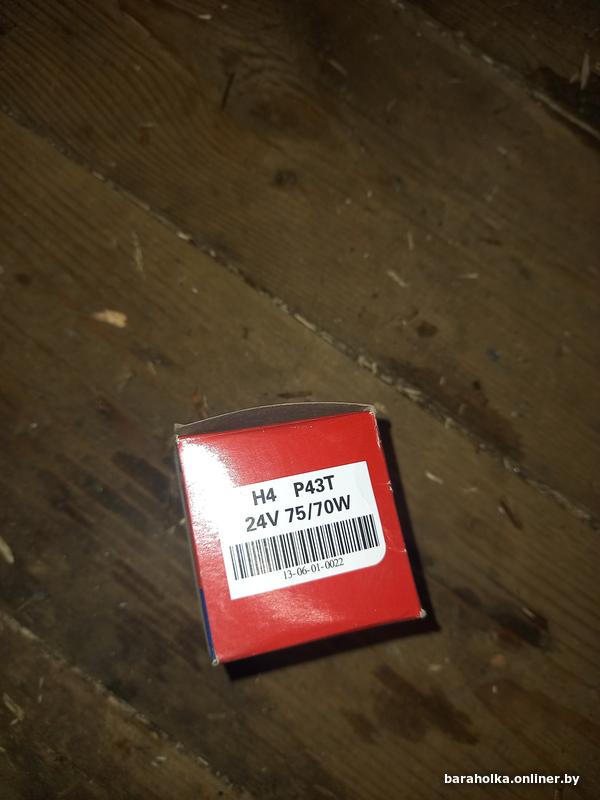 H4 P43T
24V 75/70W
13-06-01-0022
baraholka.onliner.by